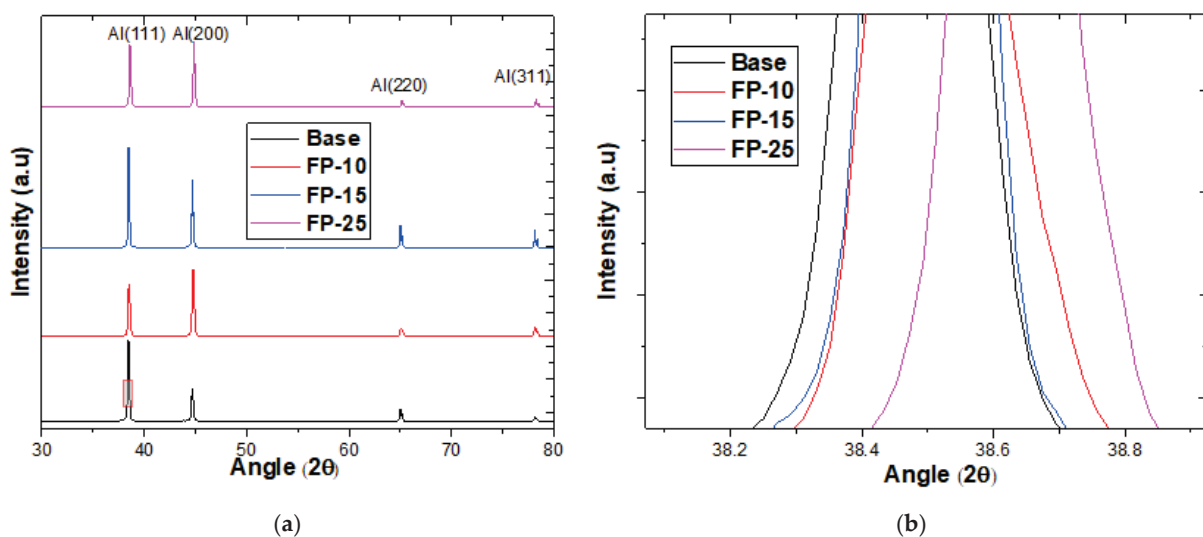 Al(111) Al(200)
Al(220)
Al(311)
Base
FP-10
FP-15
FP-25
Intensity (a.u)
30 40 50 60 70 80
Angle (2θ)
(a)
Base
FP-10
FP-15
FP-25
Intensity (a.u)
38.2 38.4 38.6 38.8
Angle (2θ)
(b)